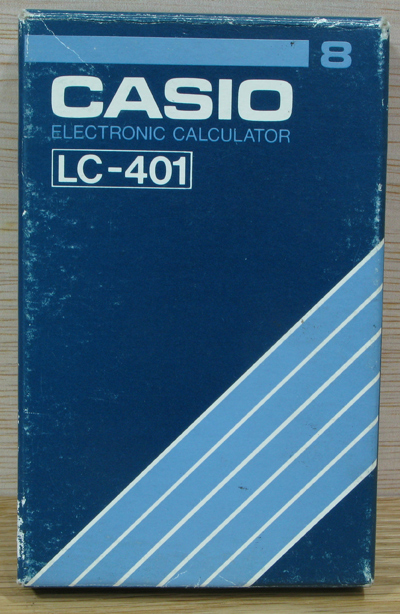 8
CASIO
ELECTRONIC CALCULATOR
LC-401